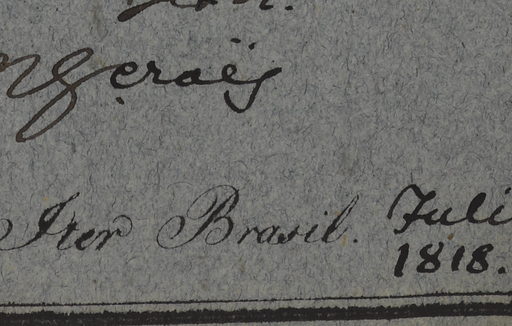 Geraës
Iter Brasil. Juli
1818.